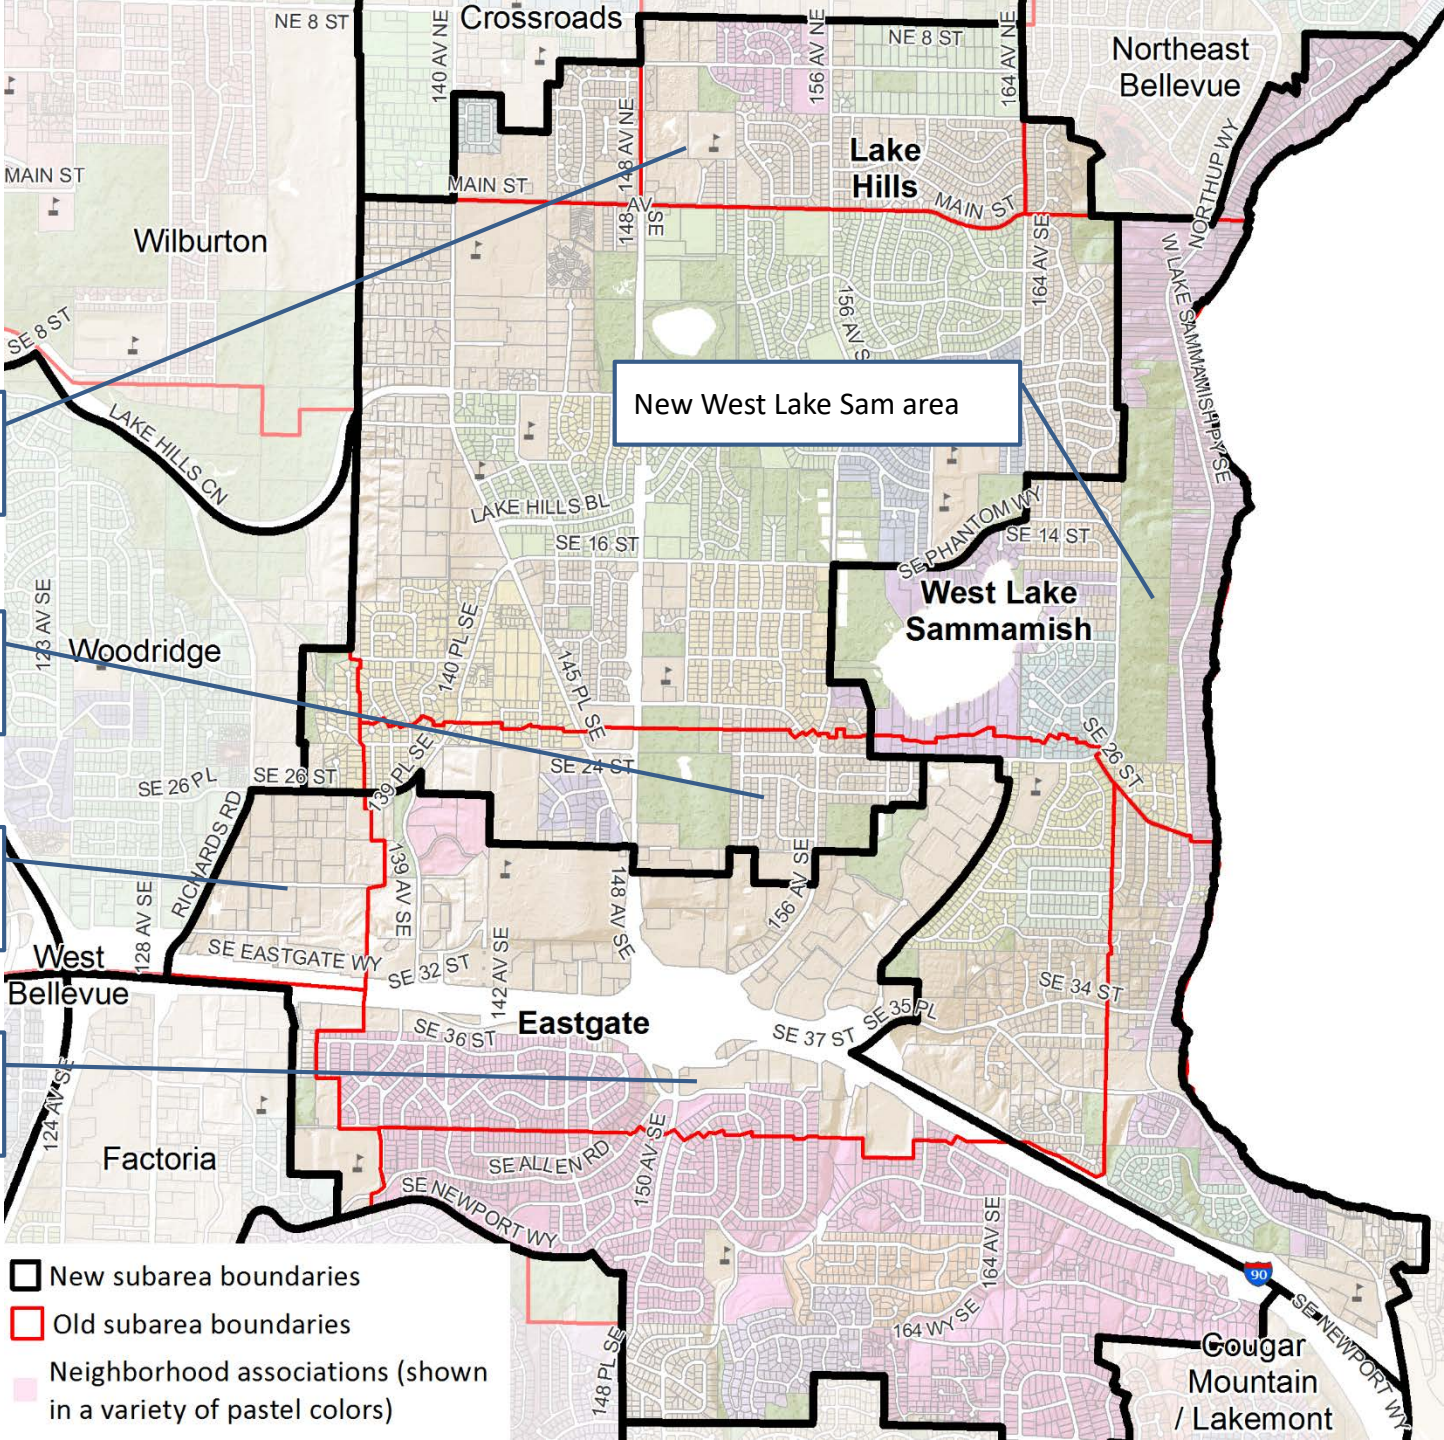 NE 8 ST
Crossroads
140 AV NE
156 AV NE
NE 8 ST
164 AV NE
Northeast
Bellevue
148 AV NE
Lake
Hills
NORTHUP WY
MAIN ST
MAIN ST
MAIN ST
148 AV SE
Wilburton
164 AV SE
W LAKE SAMMAMISH PY SE
156 AV S
SE 8 ST
New West Lake Sam area
LAKE HILLS CN
LAKE HILLS BL
SE PHANTOM WY
SE 14 ST
SE 16 ST
West Lake
Sammamish
123 AV SE
Woodridge
140 PL SE
145 PL SE
SE 26 ST
139 PL SE
SE 24 ST
SE 26 PL
SE 26 ST
RICHARDS RD
139 AV SE
148 AV SE
156 AV SE
128 AV SE
142 AV SE
West
Bellevue
SE EASTGATE WY
SE 32 ST
SE 34 ST
SE 36 ST
Eastgate
SE 37 ST
SE 35 PL
124 AV SE
Factoria
SE ALLEN RD
150 AV SE
SE NEWPORT WY
164 AV SE
90
SE NEWPORT WY
164 WY SE
148 PL SE
Cougar
Mountain
/ Lakemont
New subarea boundaries
Old subarea boundaries
Neighborhood associations (shown
in a variety of pastel colors)